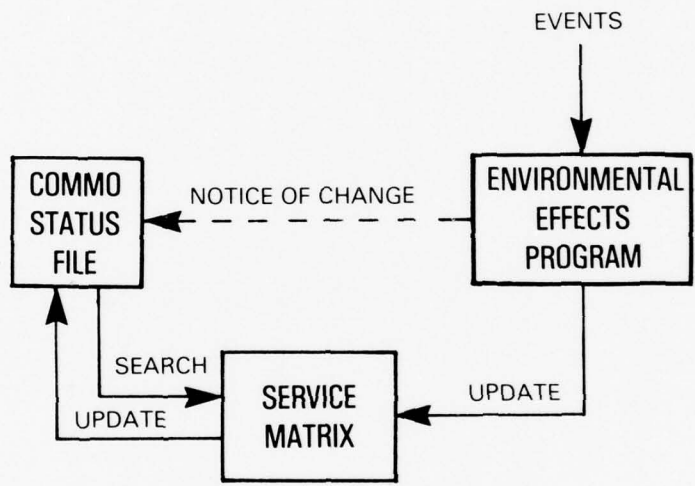 EVENTS
COMMO
STATUS
FILE
NOTICE OF CHANGE
ENVIRONMENTAL
EFFECTS
PROGRAM
SEARCH
UPDATE
SERVICE
MATRIX
UPDATE